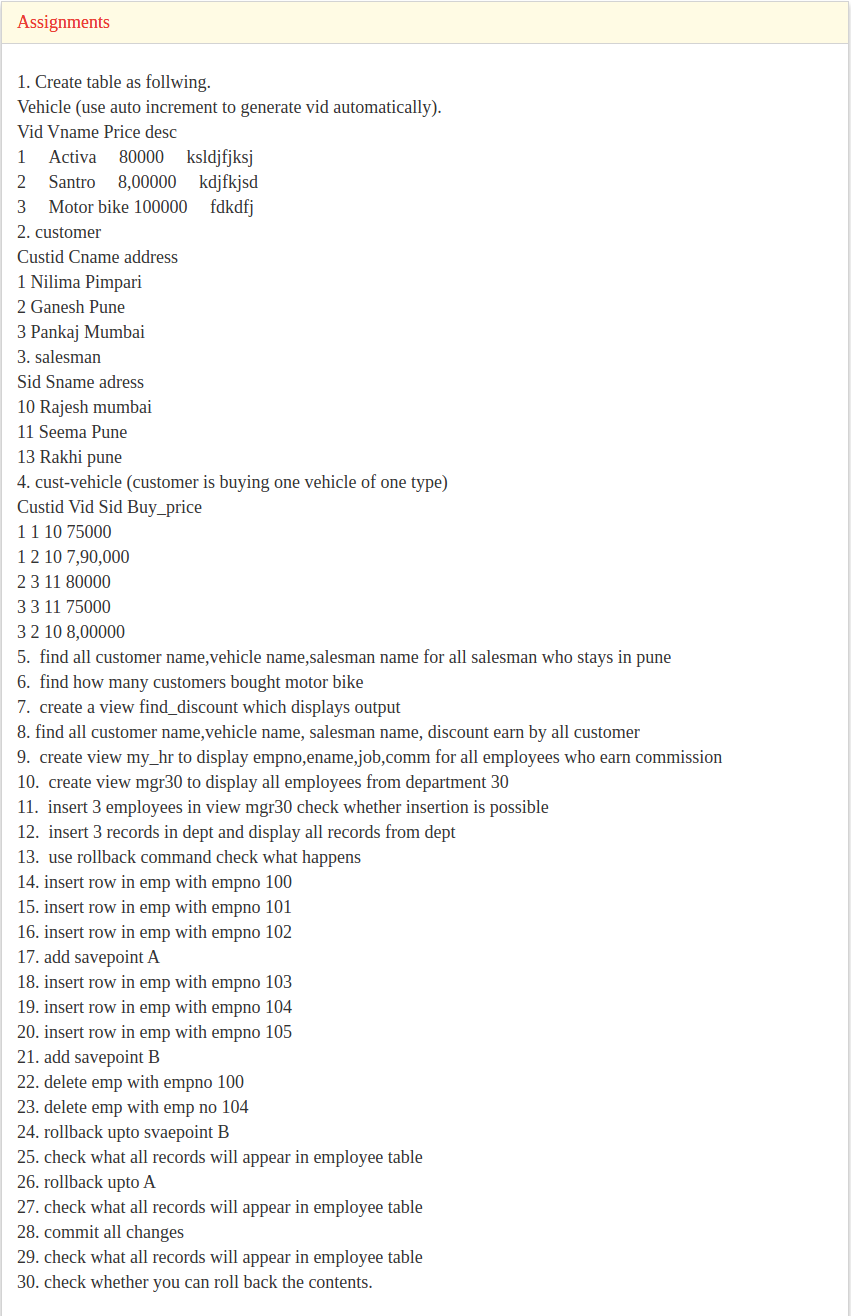 Assignments
1. Create table as follwing.
Vehicle (use auto increment to generate vid automatically).
Vid Vname Price desc
1 Activa 80000 ksldjfjksj
2 Santro 8,00000 kdjfkjsd
3 Motor bike 100000 fdkdfj
2. customer
Custid Cname address
1 Nilima Pimpari
2 Ganesh Pune
3 Pankaj Mumbai
3. salesman
Sid Sname adress
10 Rajesh mumbai
11 Seema Pune
13 Rakhi pune
4. cust-vehicle (customer is buying one vehicle of one type)
Custid Vid Sid Buy_price
1 1 10 75000
1 2 10 7,90,000
2 3 11 80000
3 3 11 75000
3 2 10 8,00000
5. find all customer name,vehicle name,salesman name for all salesman who stays in pune
6. find how many customers bought motor bike
7. create a view find_discount which displays output
8. find all customer name,vehicle name, salesman name, discount earn by all customer
9. create view my_hr to display empno,ename,job,comm for all employees who earn commission
10. create view mgr30 to display all employees from department 30
11. insert 3 employees in view mgr30 check whether insertion is possible
12. insert 3 records in dept and display all records from dept
13. use rollback command check what happens
14. insert row in emp with empno 100
15. insert row in emp with empno 101
16. insert row in emp with empno 102
17. add savepoint A
18. insert row in emp with empno 103
19. insert row in emp with empno 104
20. insert row in emp with empno 105
21. add savepoint B
22. delete emp with empno 100
23. delete emp with emp no 104
24. rollback upto svaepoint B
25. check what all records will appear in employee table
26. rollback upto A
27. check what all records will appear in employee table
28. commit all changes
29. check what all records will appear in employee table
30. check whether you can roll back the contents.